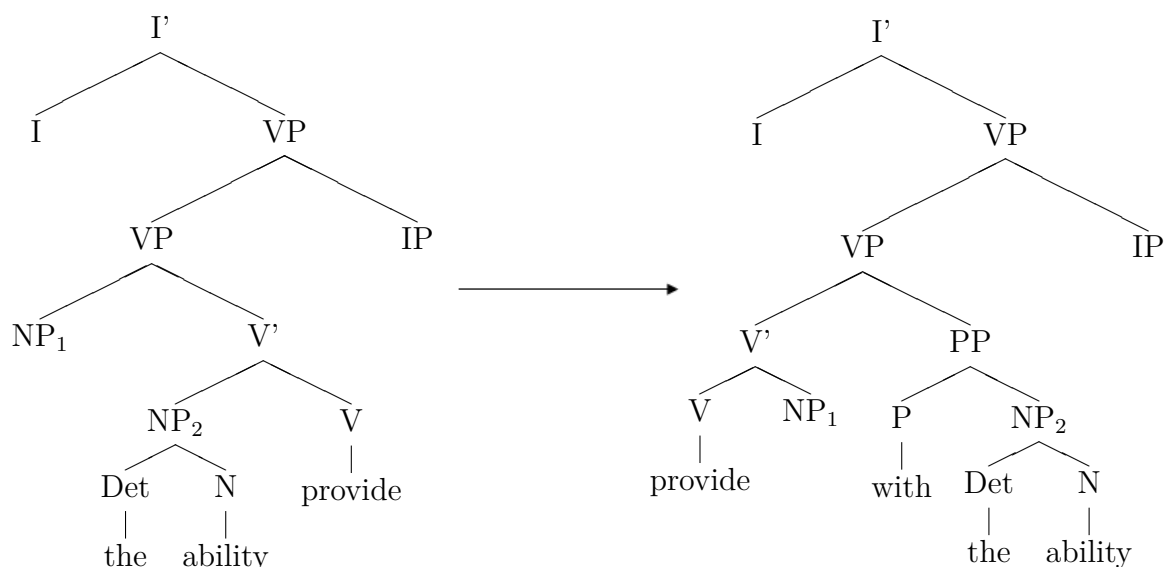 I' I'
I VP I VP
VP IP VP IP
NP₁ V' V' PP
NP₂ V V NP₁ P NP₂
Det N provide provide with Det N
the ability the ability